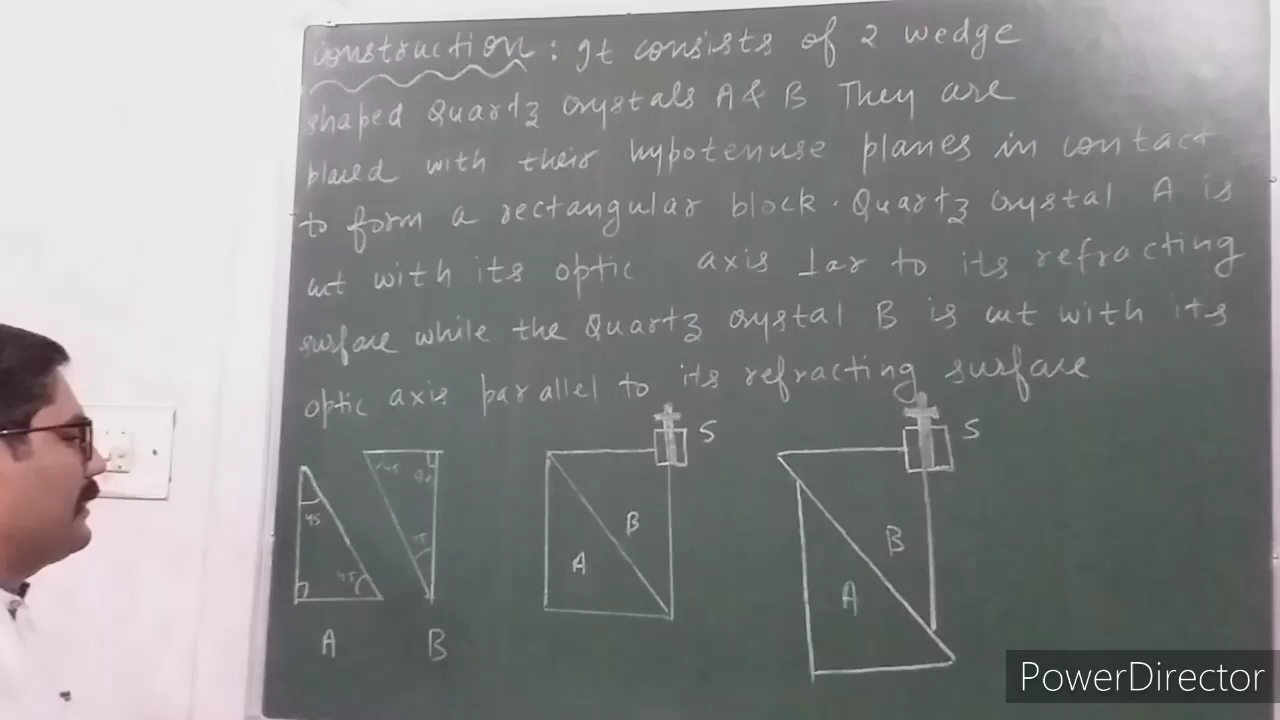 Construction : It consists of 2 wedge
shaped Quartz crystals A & B They are
placed with their hypotenuse planes in contact
to form a rectangular block. Quartz crystal A is
cut with its optic axis ⊥ar to its refracting
surface while the Quartz crystal B is cut with its
optic axis parallel to its refracting surface
S S
45 90
45 45 B B
45 A A
A B
PowerDirector